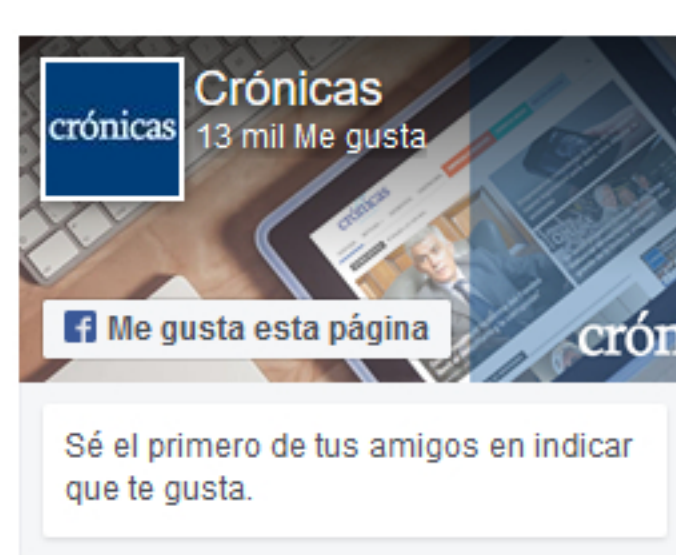 Crónicas
crónicas
13 mil Me gusta
crónicas
Me gusta esta página
crón
Sé el primero de tus amigos en indicar
que te gusta.